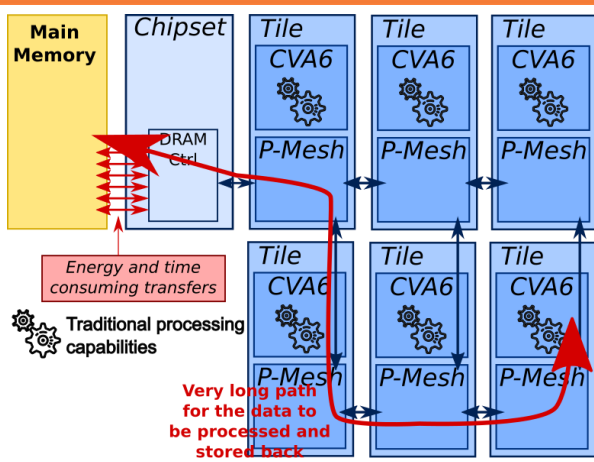 Main
Memory
Chipset
DRAM
Ctrl
Tile
CVA6
P-Mesh
Tile
CVA6
P-Mesh
Tile
CVA6
P-Mesh
Energy and time
consuming transfers
Traditional processing
capabilities
Tile
CVA6
P-Mesh
Tile
CVA6
P-Mesh
Tile
CVA6
P-Mesh
Very long path
for the data to
be processed and
stored back